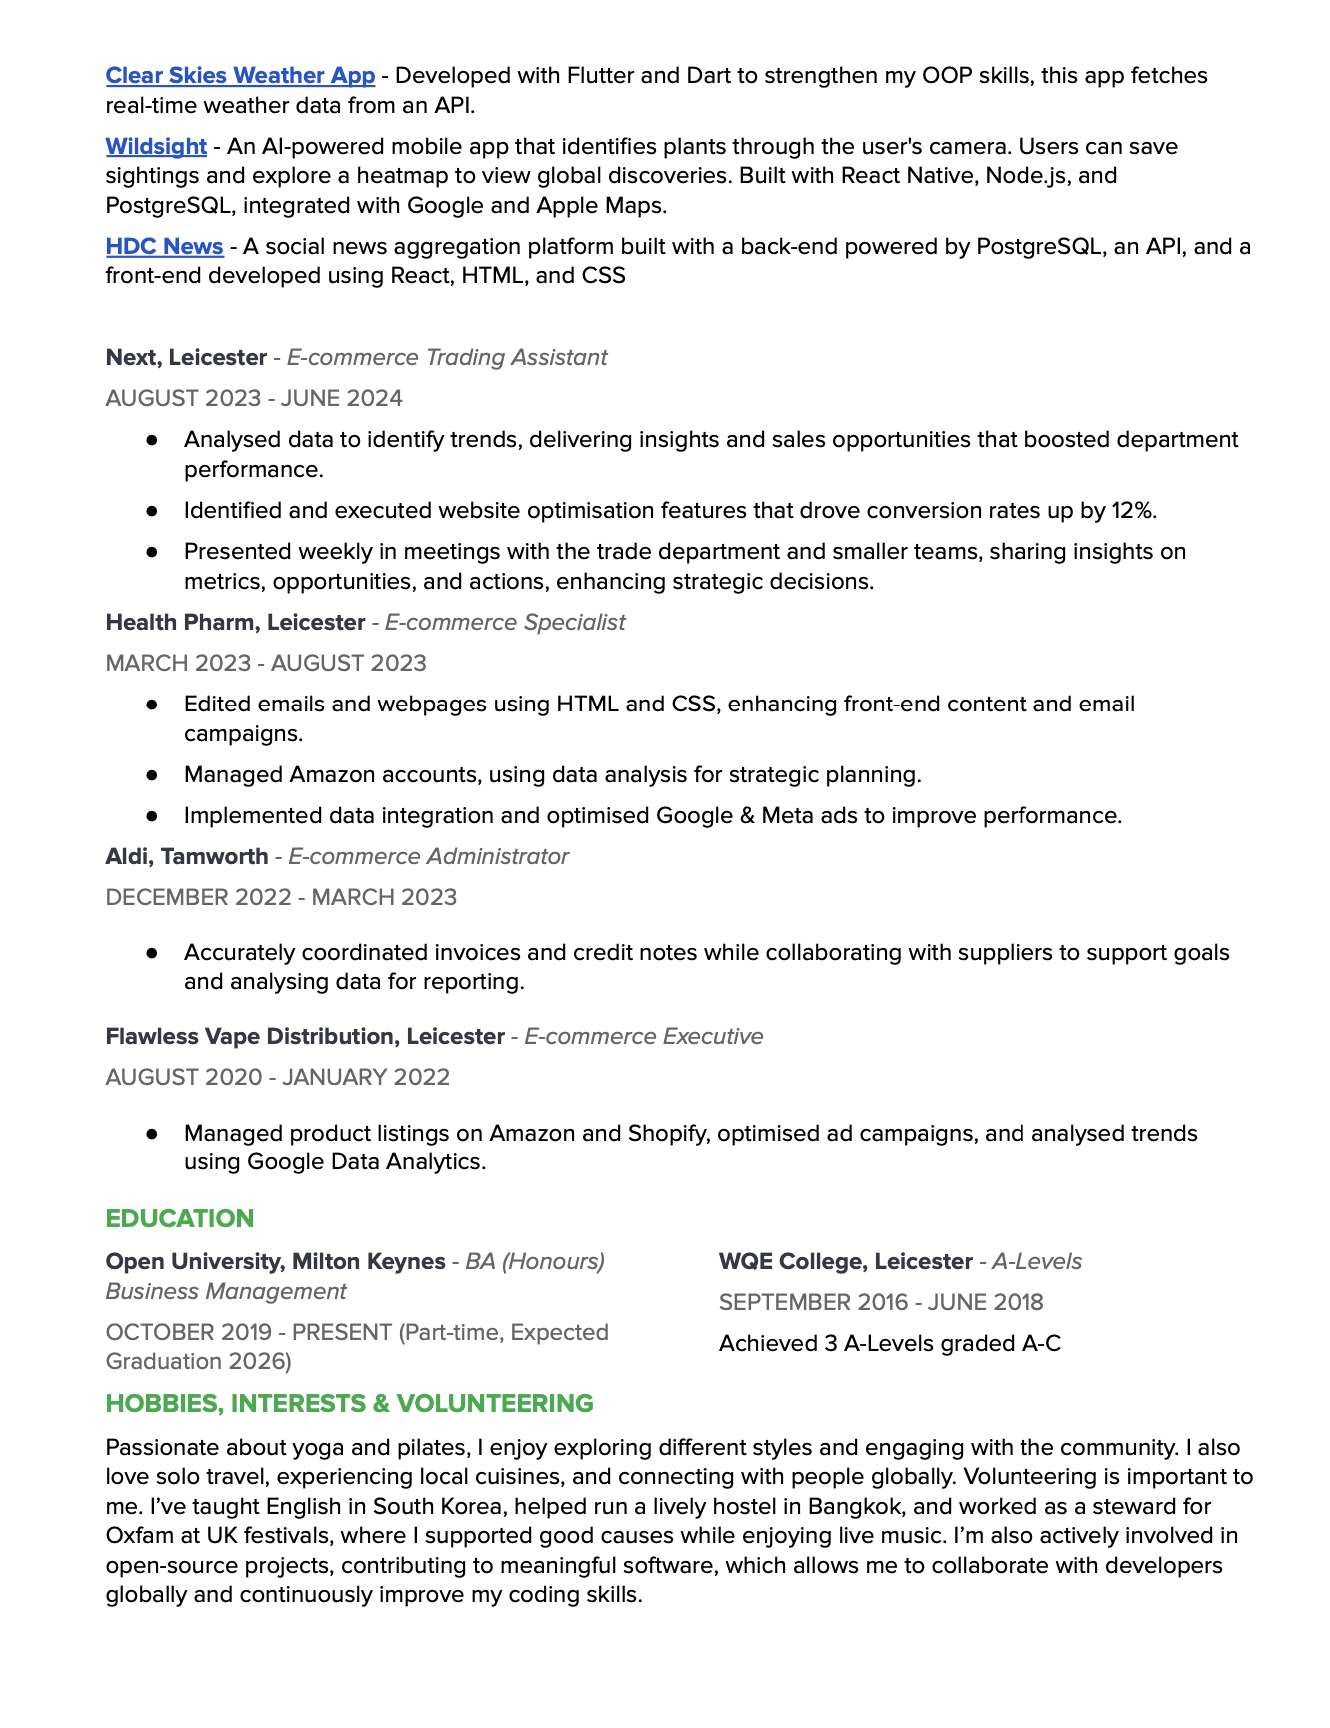 Clear Skies Weather App - Developed with Flutter and Dart to strengthen my OOP skills, this app fetches
real-time weather data from an API.
Wildsight - An AI-powered mobile app that identifies plants through the user's camera. Users can save
sightings and explore a heatmap to view global discoveries. Built with React Native, Node.js, and
PostgreSQL, integrated with Google and Apple Maps.
HDC News - A social news aggregation platform built with a back-end powered by PostgreSQL, an API, and a
front-end developed using React, HTML, and CSS
Next, Leicester - E-commerce Trading Assistant
AUGUST 2023 - JUNE 2024
● Analysed data to identify trends, delivering insights and sales opportunities that boosted department
performance.
● Identified and executed website optimisation features that drove conversion rates up by 12%.
● Presented weekly in meetings with the trade department and smaller teams, sharing insights on
metrics, opportunities, and actions, enhancing strategic decisions.
Health Pharm, Leicester - E-commerce Specialist
MARCH 2023 - AUGUST 2023
● Edited emails and webpages using HTML and CSS, enhancing front-end content and email
campaigns.
● Managed Amazon accounts, using data analysis for strategic planning.
● Implemented data integration and optimised Google & Meta ads to improve performance.
Aldi, Tamworth - E-commerce Administrator
DECEMBER 2022 - MARCH 2023
● Accurately coordinated invoices and credit notes while collaborating with suppliers to support goals
and analysing data for reporting.
Flawless Vape Distribution, Leicester - E-commerce Executive
AUGUST 2020 - JANUARY 2022
● Managed product listings on Amazon and Shopify, optimised ad campaigns, and analysed trends
using Google Data Analytics.
EDUCATION
Open University, Milton Keynes - BA (Honours)
Business Management
OCTOBER 2019 - PRESENT (Part-time, Expected
Graduation 2026)
WQE College, Leicester - A-Levels
SEPTEMBER 2016 - JUNE 2018
Achieved 3 A-Levels graded A-C
HOBBIES, INTERESTS & VOLUNTEERING
Passionate about yoga and pilates, I enjoy exploring different styles and engaging with the community. I also
love solo travel, experiencing local cuisines, and connecting with people globally. Volunteering is important to
me. I’ve taught English in South Korea, helped run a lively hostel in Bangkok, and worked as a steward for
Oxfam at UK festivals, where I supported good causes while enjoying live music. I’m also actively involved in
open-source projects, contributing to meaningful software, which allows me to collaborate with developers
globally and continuously improve my coding skills.